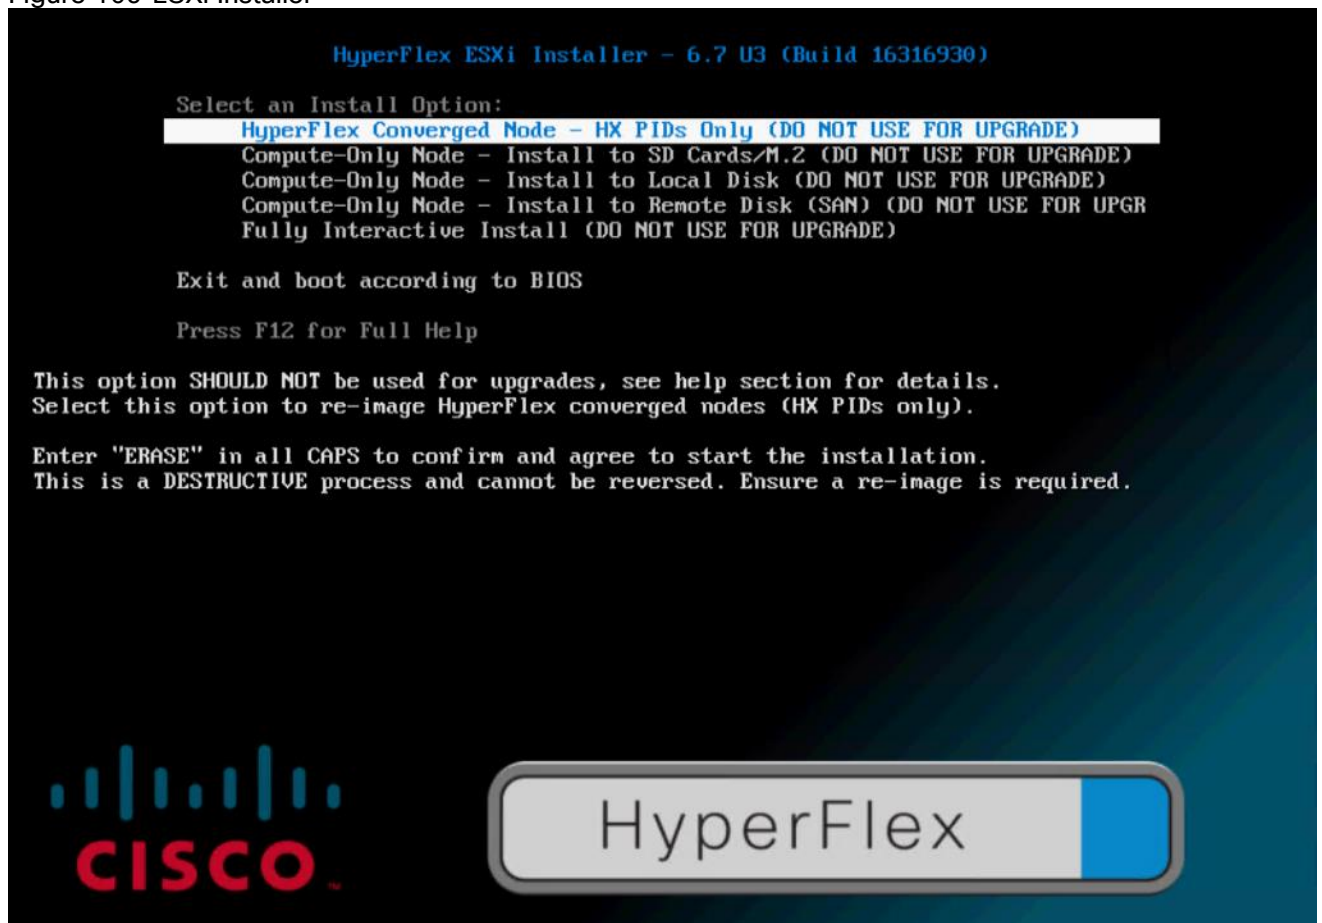 HyperFlex ESXi Installer - 6.7 U3 (Build 16316930)
Select an Install Option:
HyperFlex Converged Node - HX PIDs Only (DO NOT USE FOR UPGRADE)
Compute-Only Node - Install to SD Cards/M.2 (DO NOT USE FOR UPGRADE)
Compute-Only Node - Install to Local Disk (DO NOT USE FOR UPGRADE)
Compute-Only Node - Install to Remote Disk (SAN) (DO NOT USE FOR UPGR
Fully Interactive Install (DO NOT USE FOR UPGRADE)
Exit and boot according to BIOS
Press F12 for Full Help
This option SHOULD NOT be used for upgrades, see help section for details.
Select this option to re-image HyperFlex converged nodes (HX PIDs only).
Enter "ERASE" in all CAPS to confirm and agree to start the installation.
This is a DESTRUCTIVE process and cannot be reversed. Ensure a re-image is required.
CISCO
HyperFlex